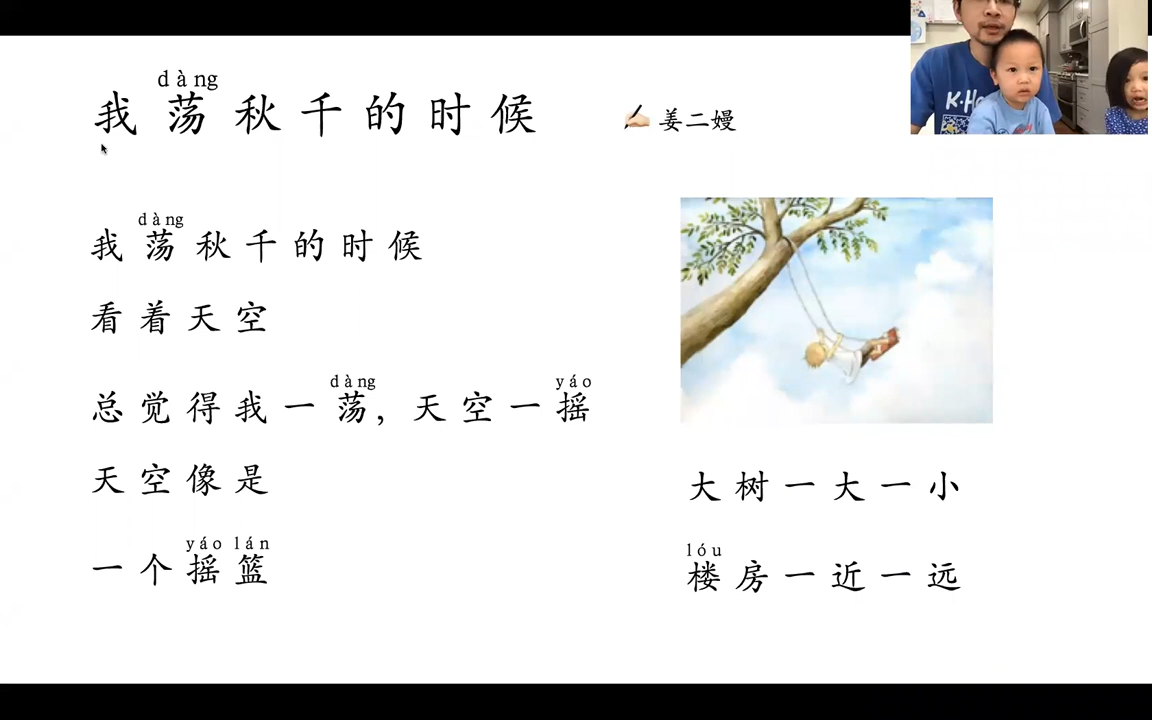 dàng
我荡秋千的时候
✍🏻 姜二嫚
dàng
我荡秋千的时候
看着天空
dàng yáo
总觉得我一荡，天空一摇
天空像是
yáo lán
一个摇篮
大树一大一小
lóu
楼房一近一远